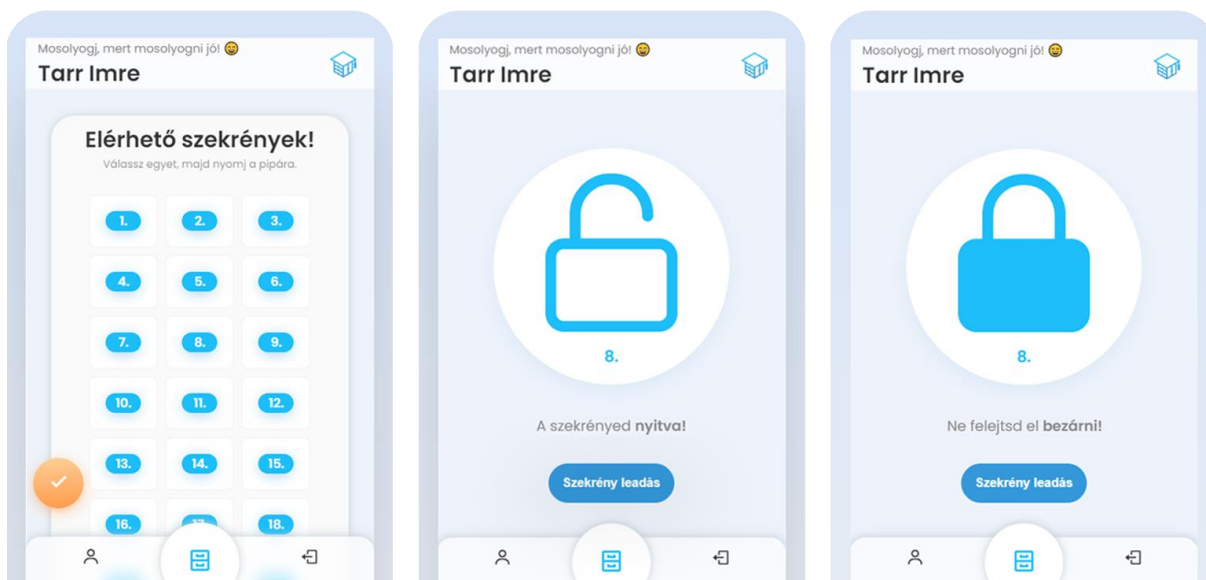 Mosolyogj, mert mosolyogni jó! 😄
Tarr Imre
Elérhető szekrények!
Válassz egyet, majd nyomj a pipára.
1. 2. 3.
4. 5. 6.
7. 8. 9.
10. 11. 12.
13. 14. 15.
16. 17. 18.
Mosolyogj, mert mosolyogni jó! 😄
Tarr Imre
8.
A szekrényed nyitva!
Szekrény leadás
Mosolyogj, mert mosolyogni jó! 😄
Tarr Imre
8.
Ne felejtsd el bezárni!
Szekrény leadás